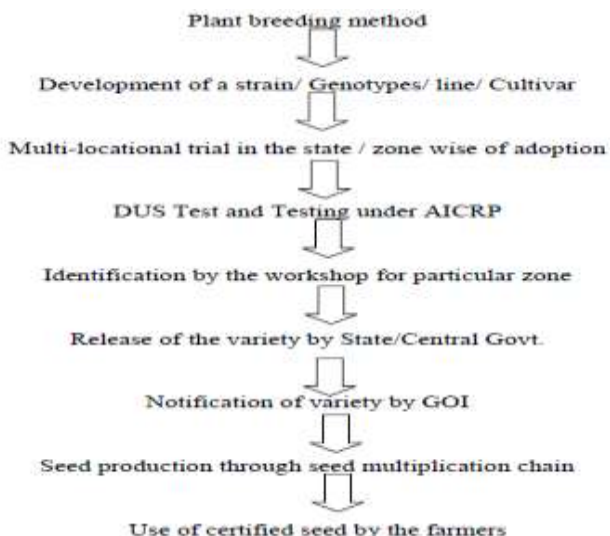 Plant breeding method
Development of a strain/ Genotypes/ line/ Cultivar
Multi-locational trial in the state / zone wise of adoption
DUS Test and Testing under AICRP
Identification by the workshop for particular zone
Release of the variety by State/Central Govt.
Notification of variety by GOI
Seed production through seed multiplication chain
Use of certified seed by the farmers